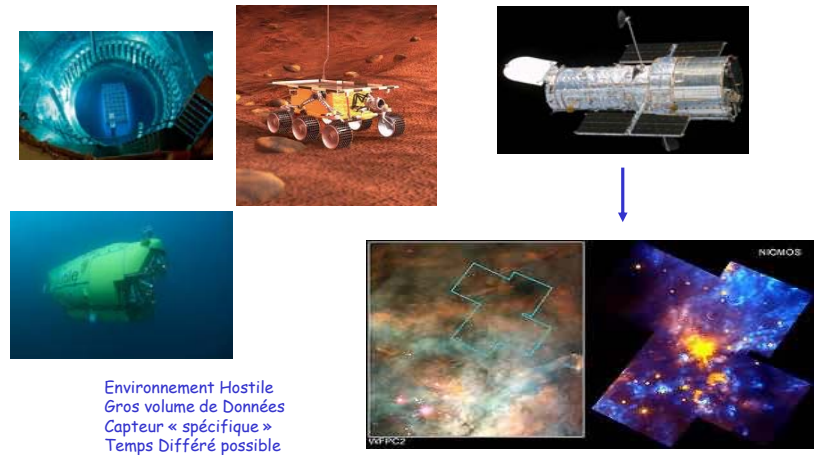 NICMOS
WFPC2
Environnement Hostile
Gros volume de Données
Capteur « spécifique »
Temps Différé possible